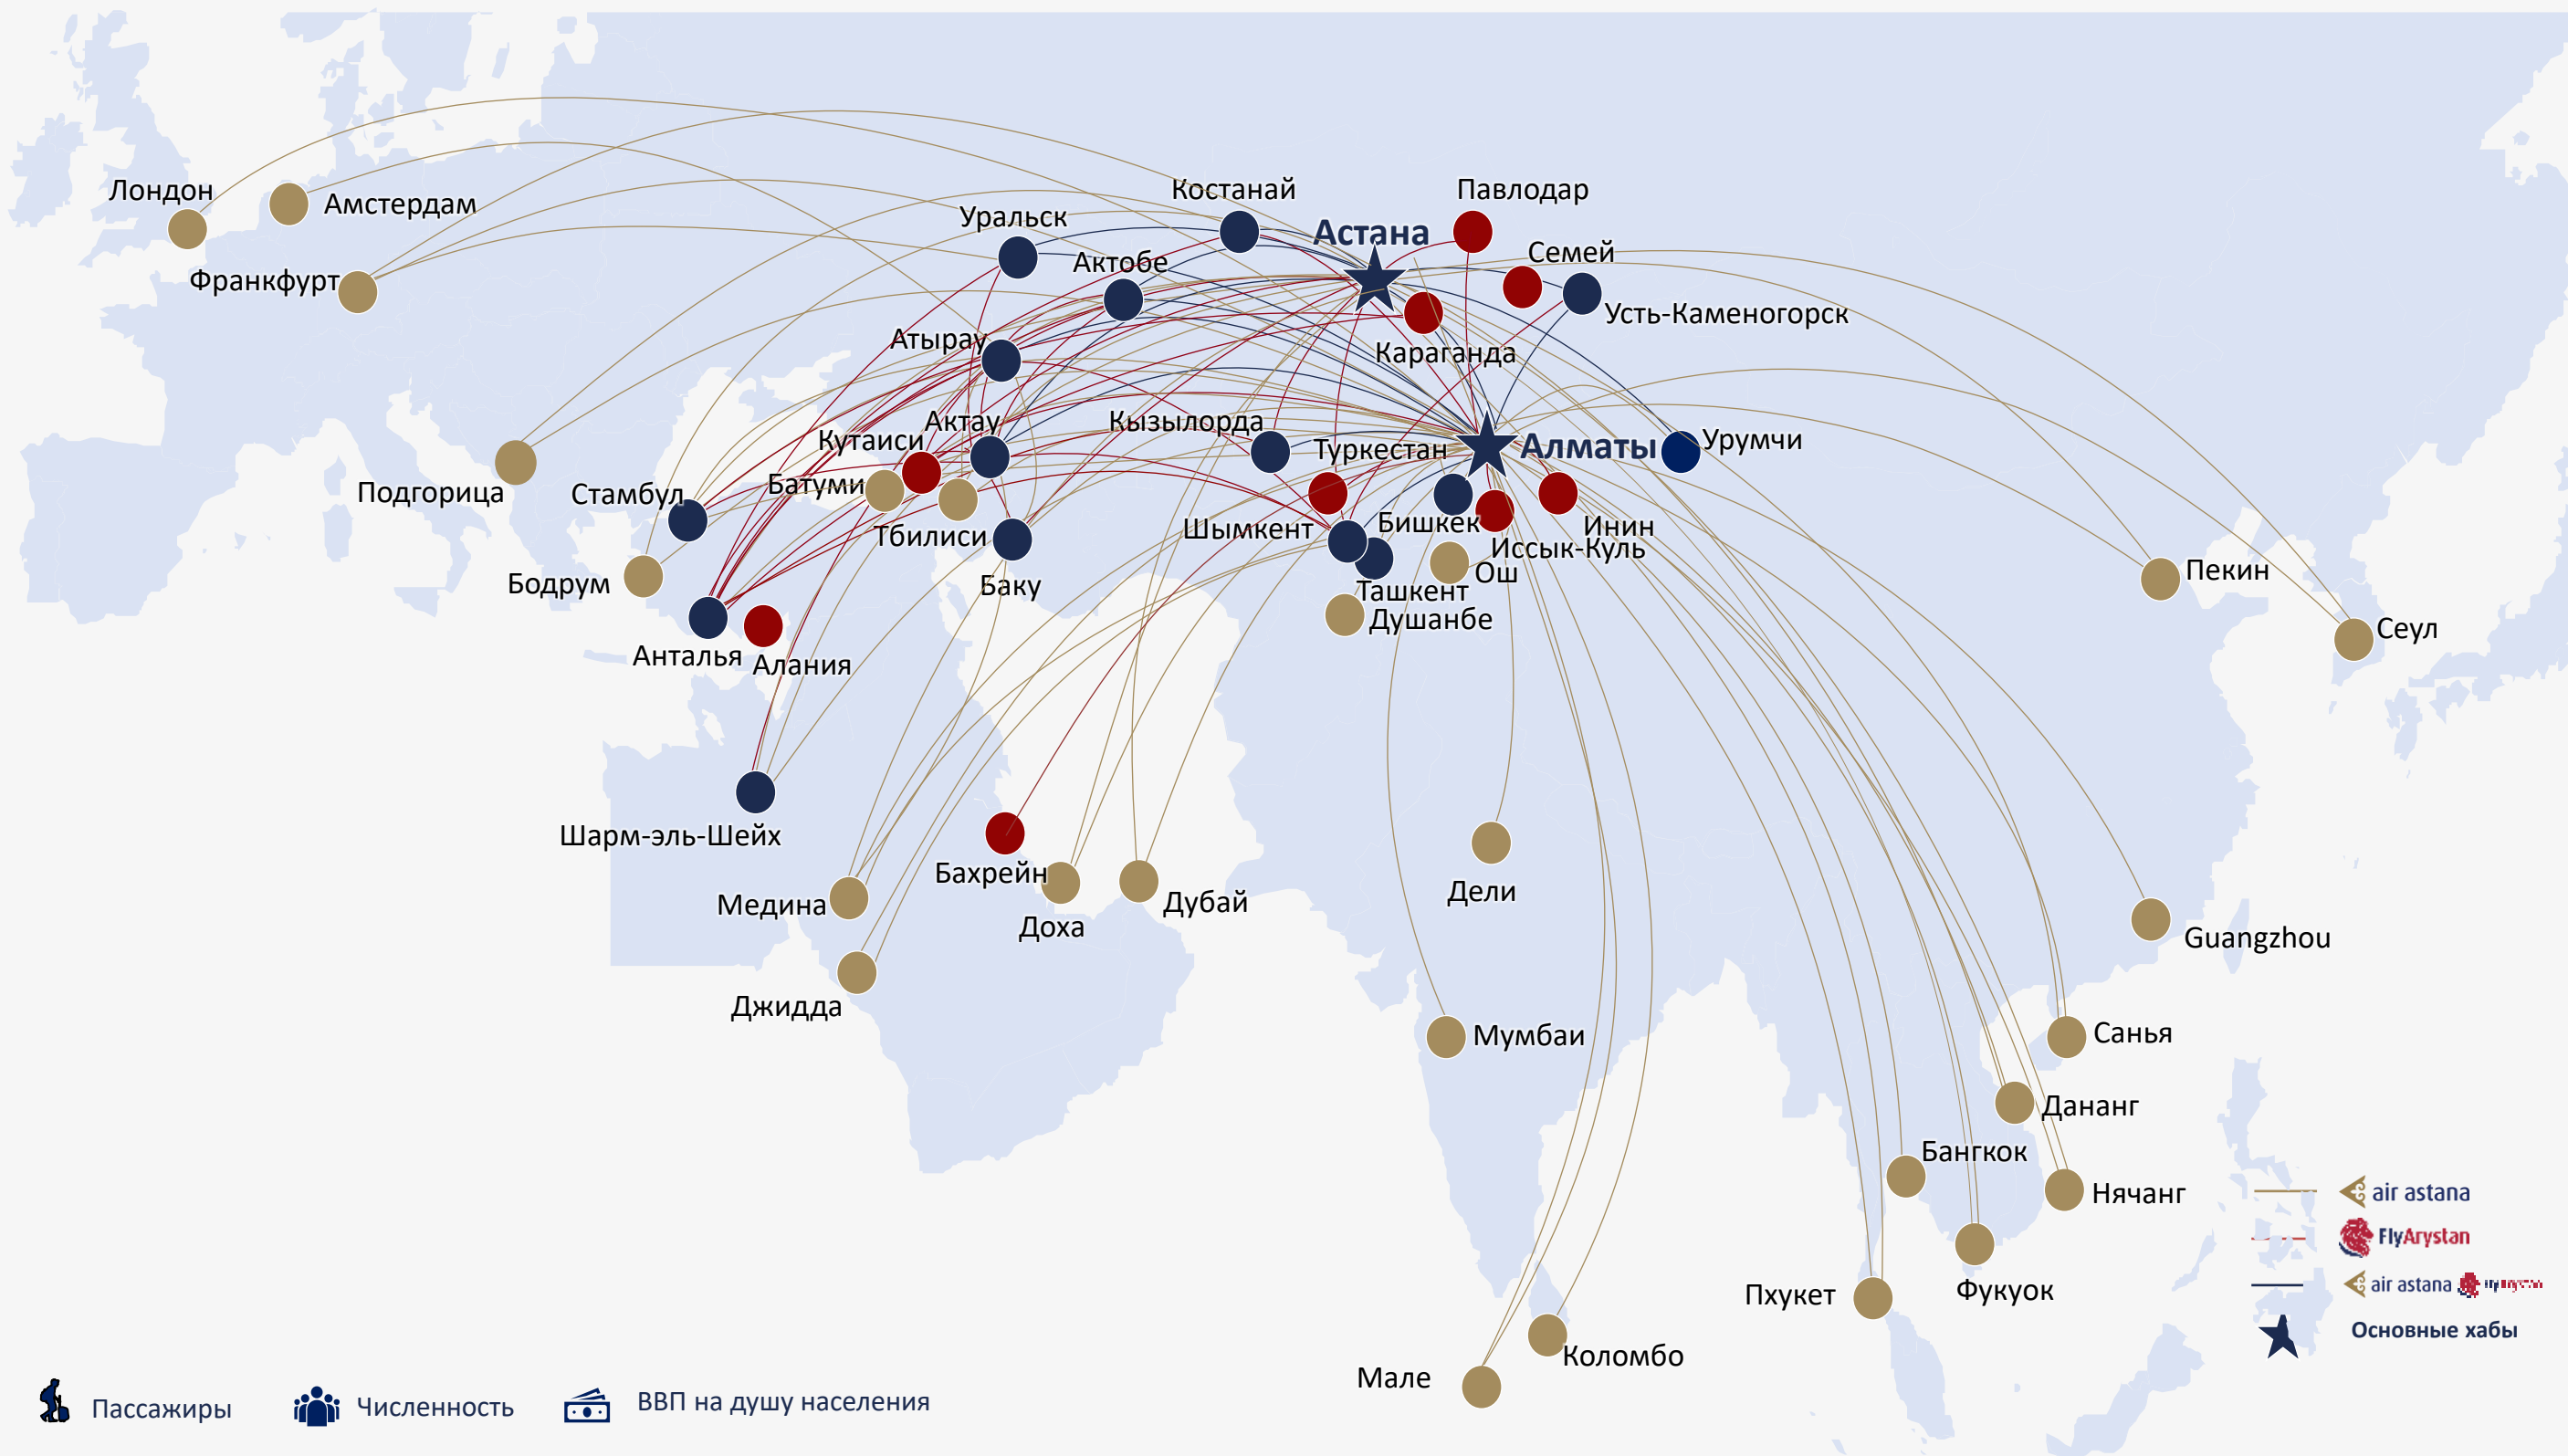 Лондон
Амстердам
Франкфурт
Костанай
Павлодар
Уральск
Астана
Семей
Актобе
Усть-Каменогорск
Атырау
Караганда
Актау
Кызылорда
Кутаиси
Туркестан
Алматы
Урумчи
Подгорица
Стамбул
Батуми
Тбилиси
Шымкент
Бишкек
Инин
Иссык-Куль
Ош
Бодрум
Баку
Ташкент
Душанбе
Пекин
Сеул
Анталья
Алания
Шарм-эль-Шейх
Бахрейн
Медина
Доха
Дубай
Дели
Guangzhou
Джидда
Мумбаи
Санья
Дананг
Бангкок
Нячанг
Фукуок
Пхукет
Коломбо
Мале
air astana
FlyArystan
air astana
Основные хабы
Пассажиры
Численность
ВВП на душу населения